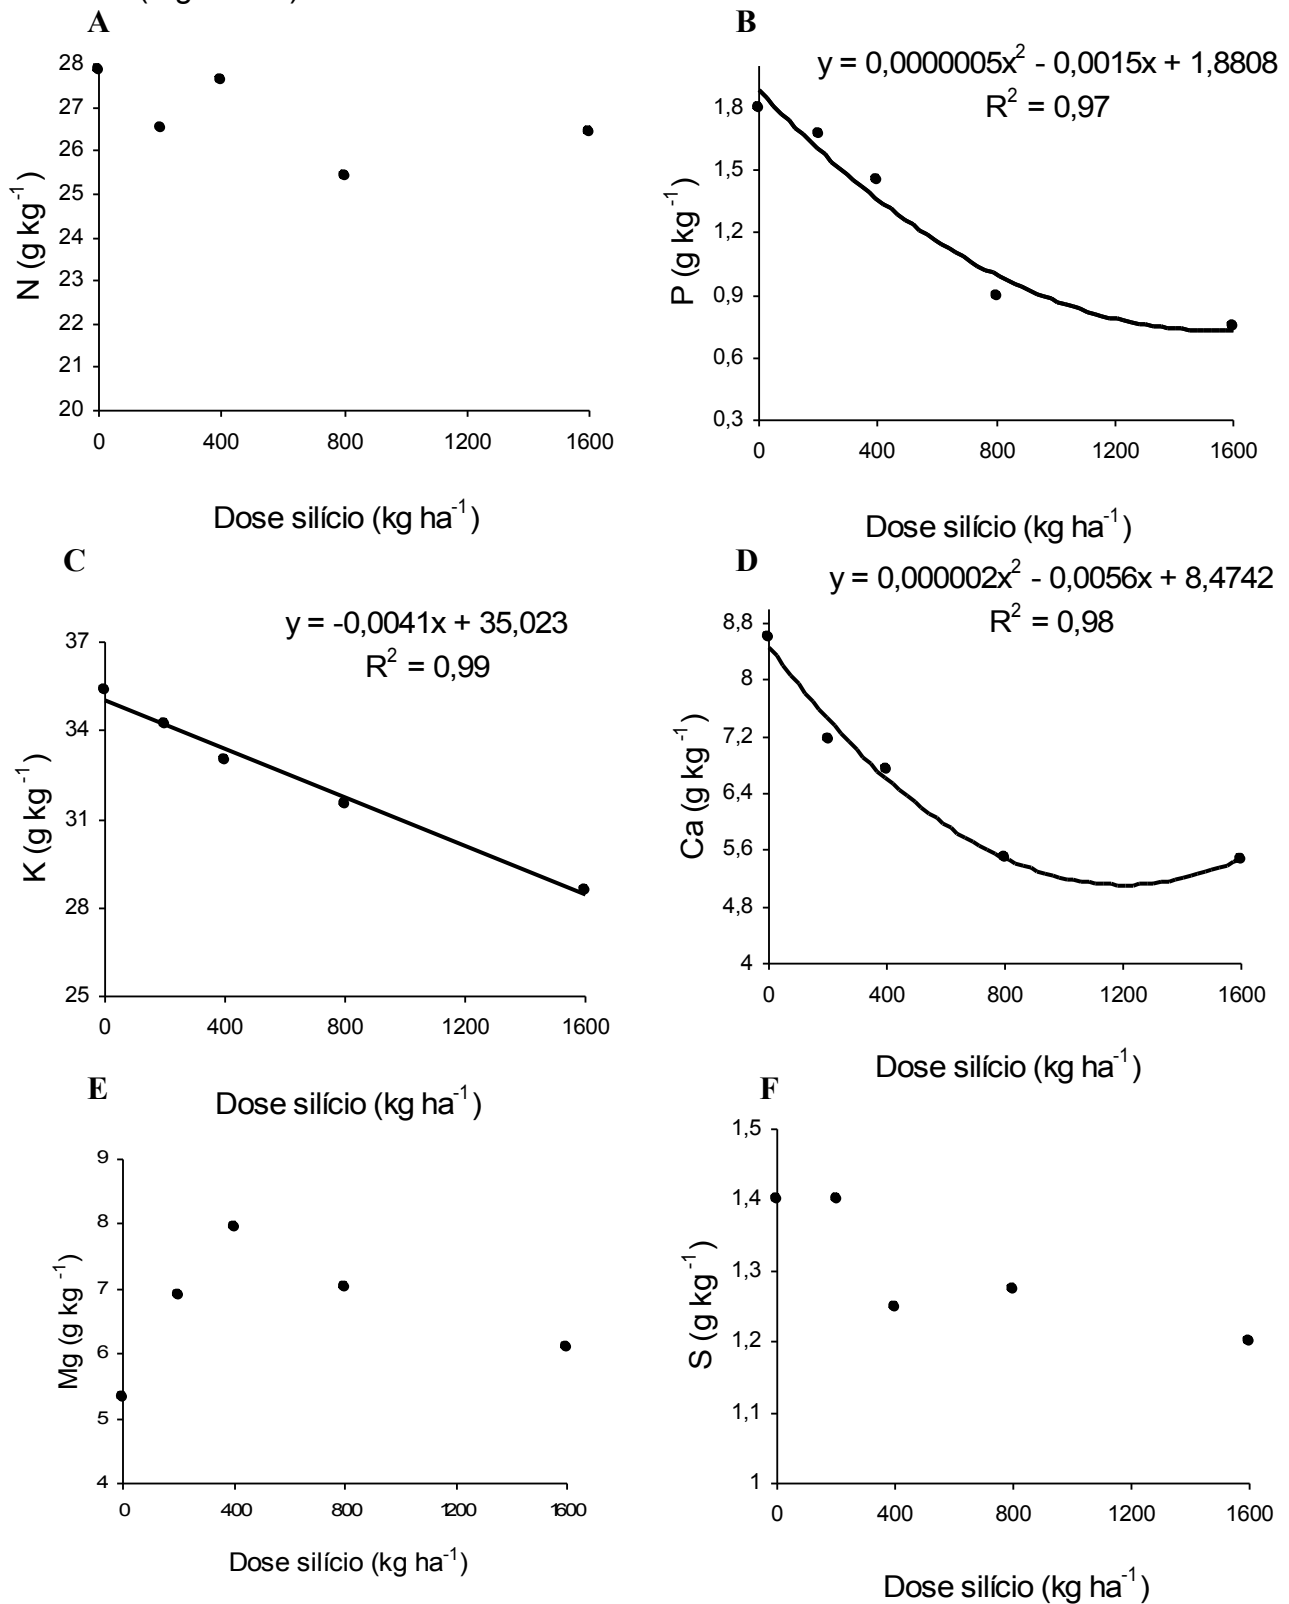 A
28
27
26
25
24
23
22
21
20
N (g kg⁻¹)
0 400 800 1200 1600
Dose silício (kg ha⁻¹)
B
y = 0,0000005x² - 0,0015x + 1,8808
R² = 0,97
1,8
1,5
1,2
0,9
0,6
0,3
P (g kg⁻¹)
0 400 800 1200 1600
Dose silício (kg ha⁻¹)
C
y = -0,0041x + 35,023
R² = 0,99
37
34
31
28
25
K (g kg⁻¹)
0 400 800 1200 1600
Dose silício (kg ha⁻¹)
D
y = 0,000002x² - 0,0056x + 8,4742
R² = 0,98
8,8
8
7,2
6,4
5,6
4,8
4
Ca (g kg⁻¹)
0 400 800 1200 1600
Dose silício (kg ha⁻¹)
E
9
8
7
6
5
4
Mg (g kg⁻¹)
0 400 800 1200 1600
Dose silício (kg ha⁻¹)
F
1,5
1,4
1,3
1,2
1,1
1
S (g kg⁻¹)
0 400 800 1200 1600
Dose silício (kg ha⁻¹)